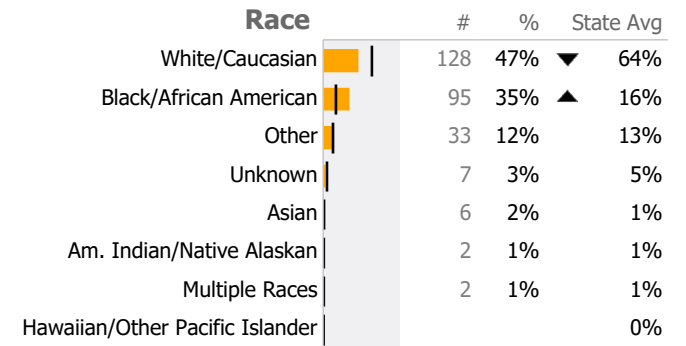 Race # % State Avg
White/Caucasian 128 47% ▼ 64%
Black/African American 95 35% ▲ 16%
Other 33 12% 13%
Unknown 7 3% 5%
Asian 6 2% 1%
Am. Indian/Native Alaskan 2 1% 1%
Multiple Races 2 1% 1%
Hawaiian/Other Pacific Islander 0%